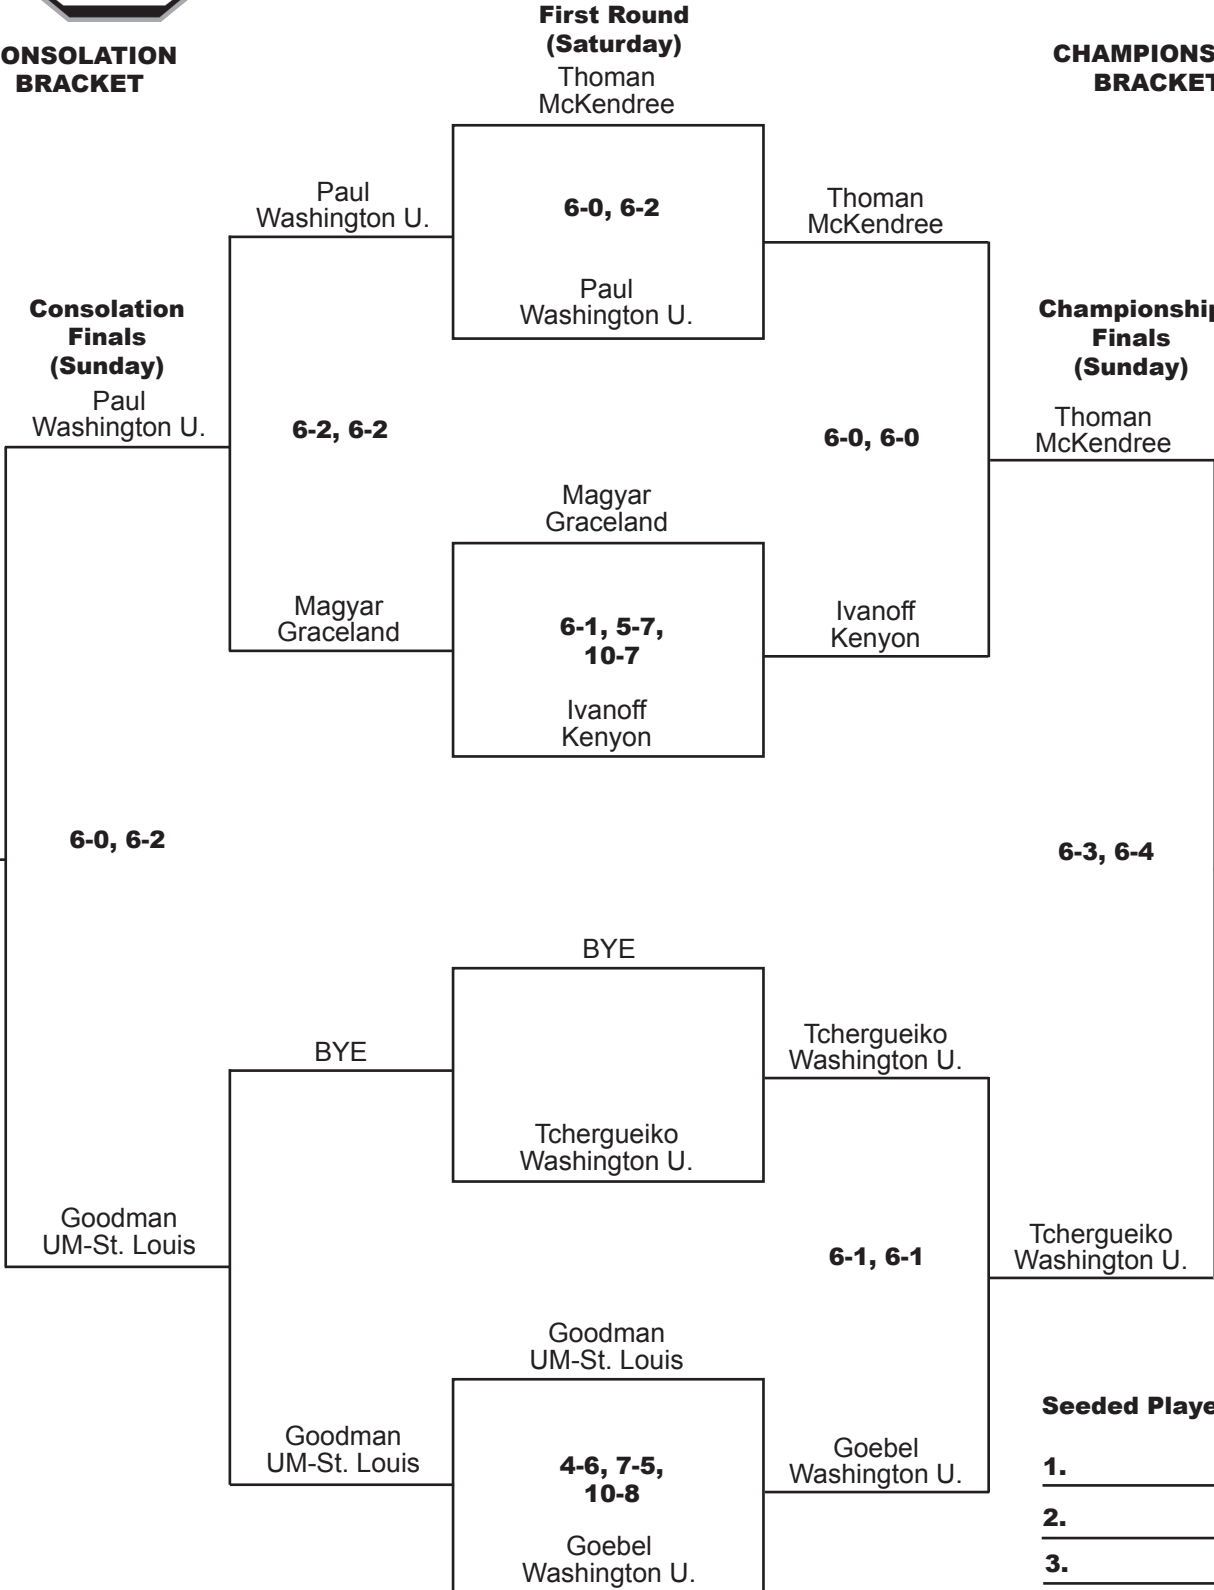 First Round
(Saturday)
ONSOLATION
BRACKET
CHAMPIONS
BRACKET
Thoman
McKendree
Paul
Washington U.
6-0, 6-2
Thoman
McKendree
Paul
Washington U.
Consolation
Finals
(Sunday)
Championship
Finals
(Sunday)
Paul
Washington U.
6-2, 6-2
6-0, 6-0
Thoman
McKendree
Magyar
Graceland
Magyar
Graceland
6-1, 5-7,
10-7
Ivanoff
Kenyon
Ivanoff
Kenyon
6-0, 6-2
6-3, 6-4
BYE
BYE
Tchergueiko
Washington U.
Tchergueiko
Washington U.
Goodman
UM-St. Louis
6-1, 6-1
Tchergueiko
Washington U.
Goodman
UM-St. Louis
Goodman
UM-St. Louis
4-6, 7-5,
10-8
Goebel
Washington U.
Goebel
Washington U.
Seeded Playe
1.
2.
3.